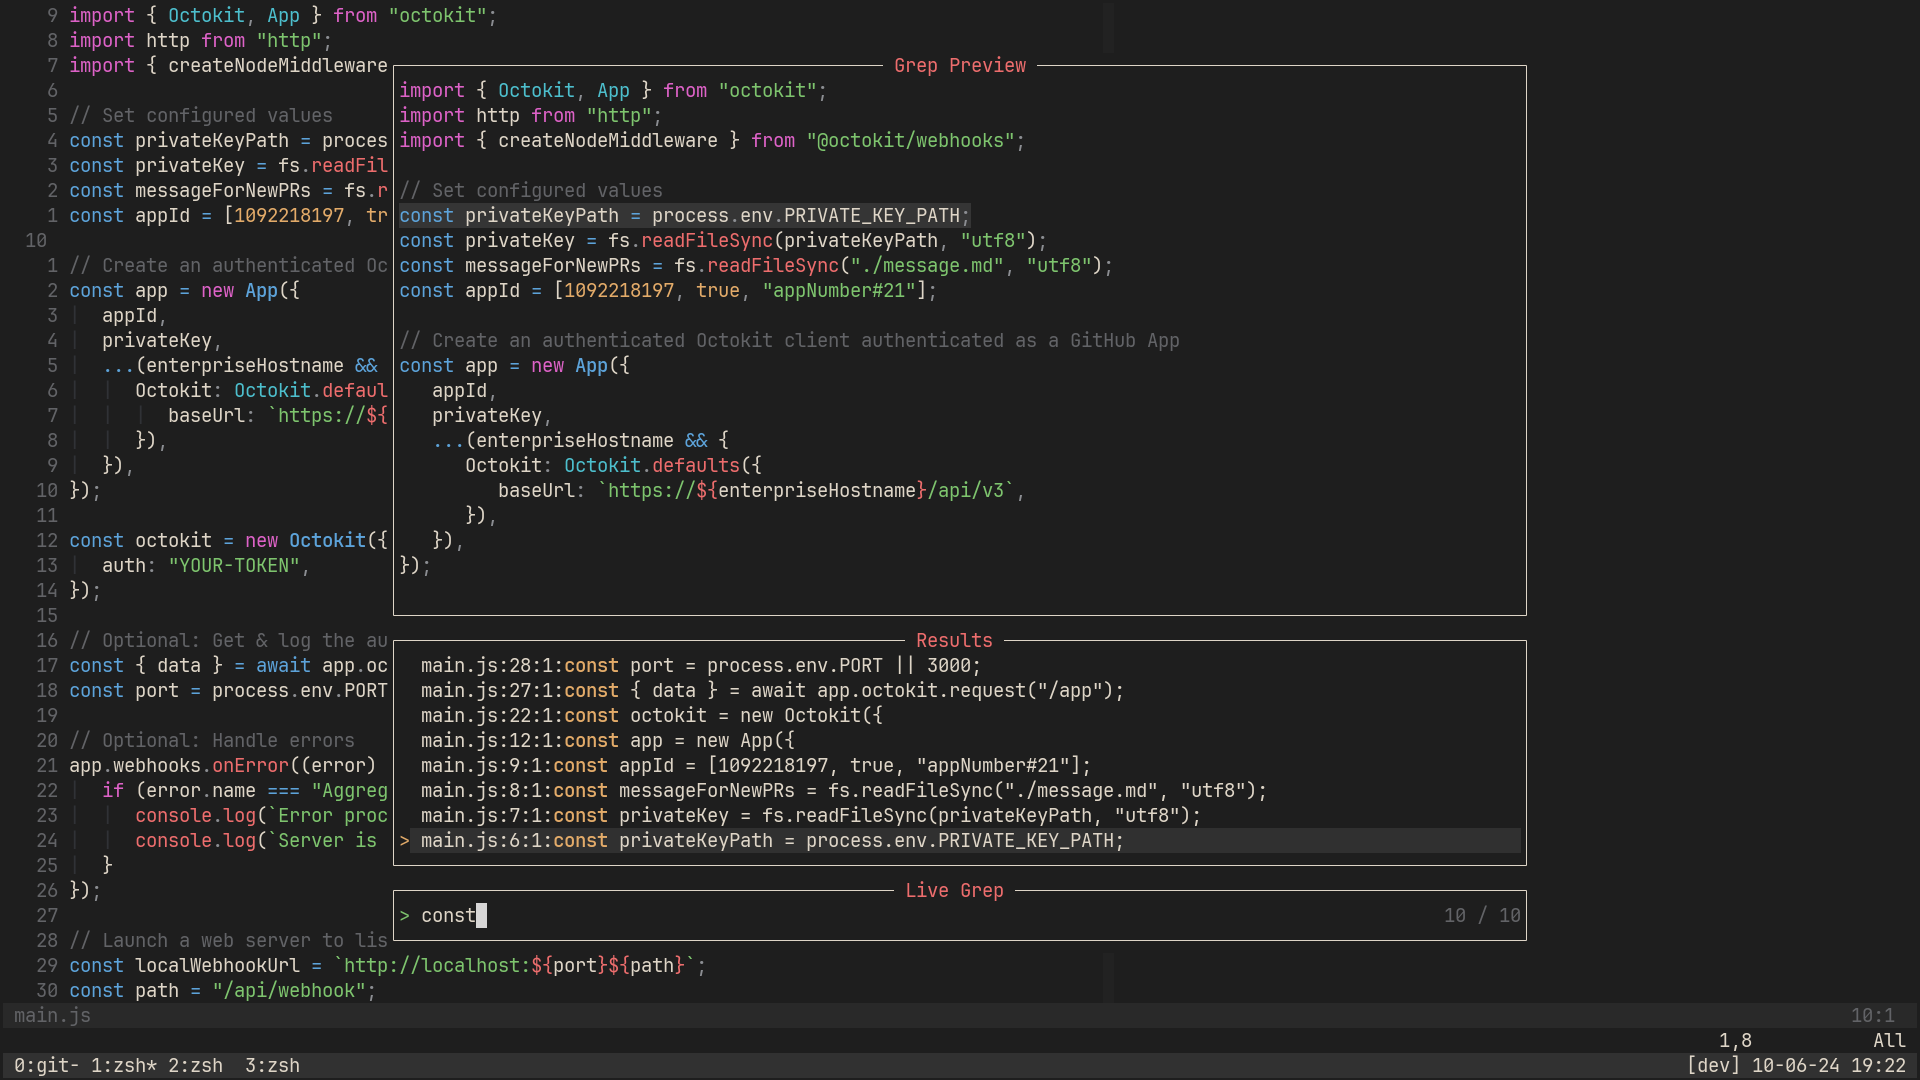 9 import { Octokit, App } from "octokit";
8 import http from "http";
7 import { createNodeMiddleware
6
5 // Set configured values
4 const privateKeyPath = proces
3 const privateKey = fs.readFil
2 const messageForNewPRs = fs.r
1 const appId = [1092218197, tr
10
1 // Create an authenticated Oc
2 const app = new App({
3 appId,
4 privateKey,
5 ...(enterpriseHostname &&
6 Octokit: Octokit.defaul
7 baseUrl: `https://${
8 }),
9 }),
10 });
11
12 const octokit = new Octokit({
13 auth: "YOUR-TOKEN",
14 });
15
16 // Optional: Get & log the au
17 const { data } = await app.oc
18 const port = process.env.PORT
19
20 // Optional: Handle errors
21 app.webhooks.onError((error)
22 if (error.name === "Aggreg
23 console.log(`Error proc
24 console.log(`Server is
25 }
26 });
27
28 // Launch a web server to lis
29 const localWebhookUrl = `http://localhost:${port}${path}`;
30 const path = "/api/webhook";
Grep Preview
import { Octokit, App } from "octokit";
import http from "http";
import { createNodeMiddleware } from "@octokit/webhooks";
// Set configured values
const privateKeyPath = process.env.PRIVATE_KEY_PATH;
const privateKey = fs.readFileSync(privateKeyPath, "utf8");
const messageForNewPRs = fs.readFileSync("./message.md", "utf8");
const appId = [1092218197, true, "appNumber#21"];
// Create an authenticated Octokit client authenticated as a GitHub App
const app = new App({
appId,
privateKey,
...(enterpriseHostname && {
Octokit: Octokit.defaults({
baseUrl: `https://${enterpriseHostname}/api/v3`,
}),
}),
});
Results
main.js:28:1:const port = process.env.PORT || 3000;
main.js:27:1:const { data } = await app.octokit.request("/app");
main.js:22:1:const octokit = new Octokit({
main.js:12:1:const app = new App({
main.js:9:1:const appId = [1092218197, true, "appNumber#21"];
main.js:8:1:const messageForNewPRs = fs.readFileSync("./message.md", "utf8");
main.js:7:1:const privateKey = fs.readFileSync(privateKeyPath, "utf8");
> main.js:6:1:const privateKeyPath = process.env.PRIVATE_KEY_PATH;
Live Grep
> const 10 / 10
main.js 10:1
1,8 All
0:git- 1:zsh* 2:zsh 3:zsh [dev] 10-06-24 19:22